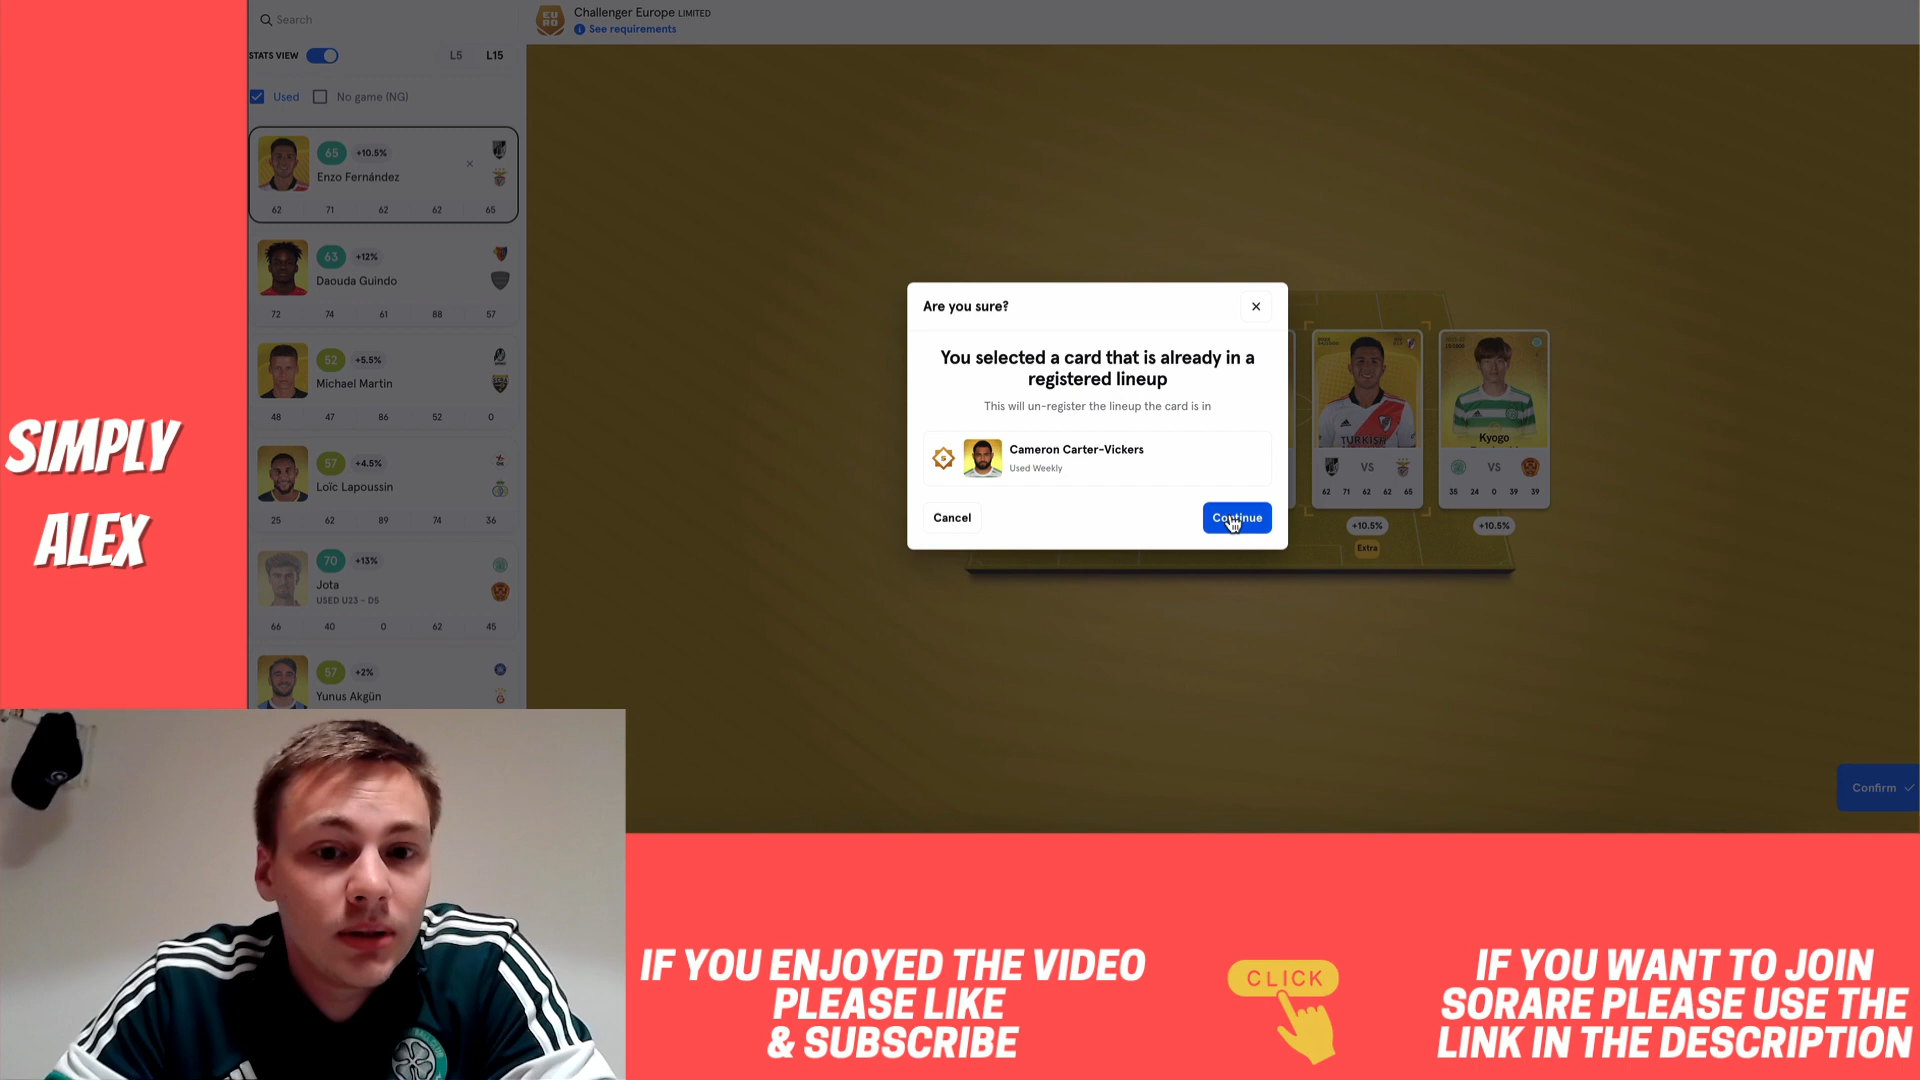 Search
STATS VIEW
L5 L15
Used
No game (NG)
65 +10.5%
Enzo Fernández
62 71 62 62 65
63 +12%
Daouda Guindo
72 74 61 88 57
52 +5.5%
Michael Martin
48 47 86 52 0
57 +4.5%
Loïc Lapoussin
25 62 89 74 36
70 +13%
Jota
USED U23 - D5
66 40 0 62 45
57 +2%
Yunus Akgün
EU
RO
Challenger Europe LIMITED
See requirements
Are you sure?
You selected a card that is already in a
registered lineup
This will un-register the lineup the card is in
Cameron Carter-Vickers
Used Weekly
Cancel
Continue
TURKISH
VS
62 71 62 62 65
+10.5%
Extra
Kyogo
VS
35 24 0 39 39
+10.5%
Confirm
SIMPLY
ALEX
IF YOU ENJOYED THE VIDEO
PLEASE LIKE
& SUBSCRIBE
CLICK
IF YOU WANT TO JOIN
SORARE PLEASE USE THE
LINK IN THE DESCRIPTION